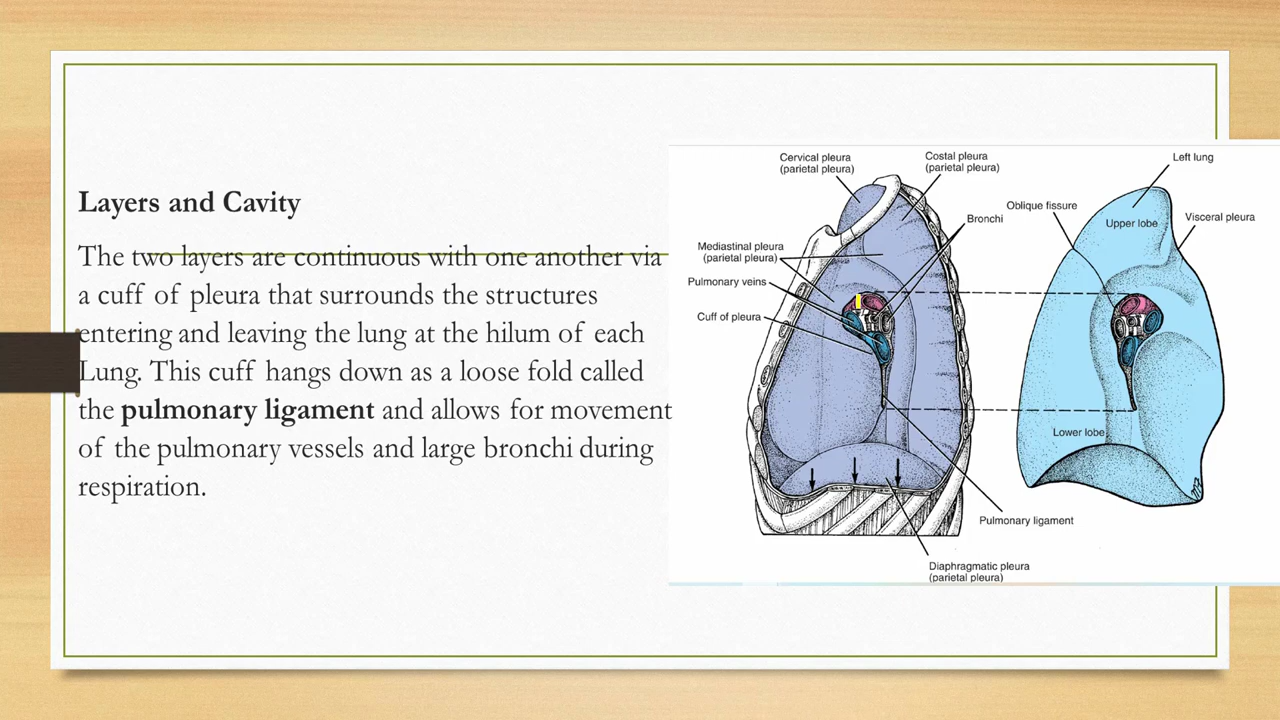 Layers and Cavity
The two layers are continuous with one another via
a cuff of pleura that surrounds the structures
entering and leaving the lung at the hilum of each
Lung. This cuff hangs down as a loose fold called
the pulmonary ligament and allows for movement
of the pulmonary vessels and large bronchi during
respiration.
Cervical pleura
(parietal pleura)
Costal pleura
(parietal pleura)
Bronchi
Mediastinal pleura
(parietal pleura)
Pulmonary veins
Cuff of pleura
Pulmonary ligament
Diaphragmatic pleura
(parietal pleura)
Left lung
Oblique fissure
Upper lobe
Visceral pleura
Lower lobe